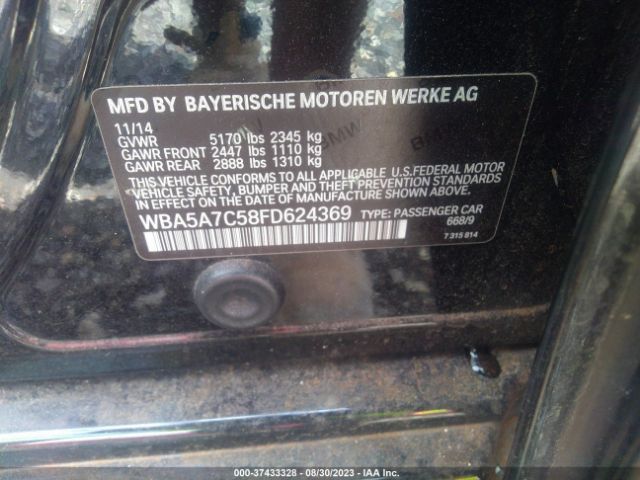 MFD BY BAYERISCHE MOTOREN WERKE AG
11/14
GVWR 5170 lbs 2345 kg
GAWR FRONT 2447 lbs 1110 kg
GAWR REAR 2888 lbs 1310 kg
THIS VEHICLE CONFORMS TO ALL APPLICABLE U.S.FEDERAL MOTOR
VEHICLE SAFETY, BUMPER AND THEFT PREVENTION STANDARDS
IN EFFECT ON THE DATE OF MANUFACTURE SHOWN ABOVE.
WBA5A7C58FD624369 TYPE: PASSENGER CAR
668/9
7 315 814
BMW
000-37433328 - 08/30/2023 - IAA Inc.